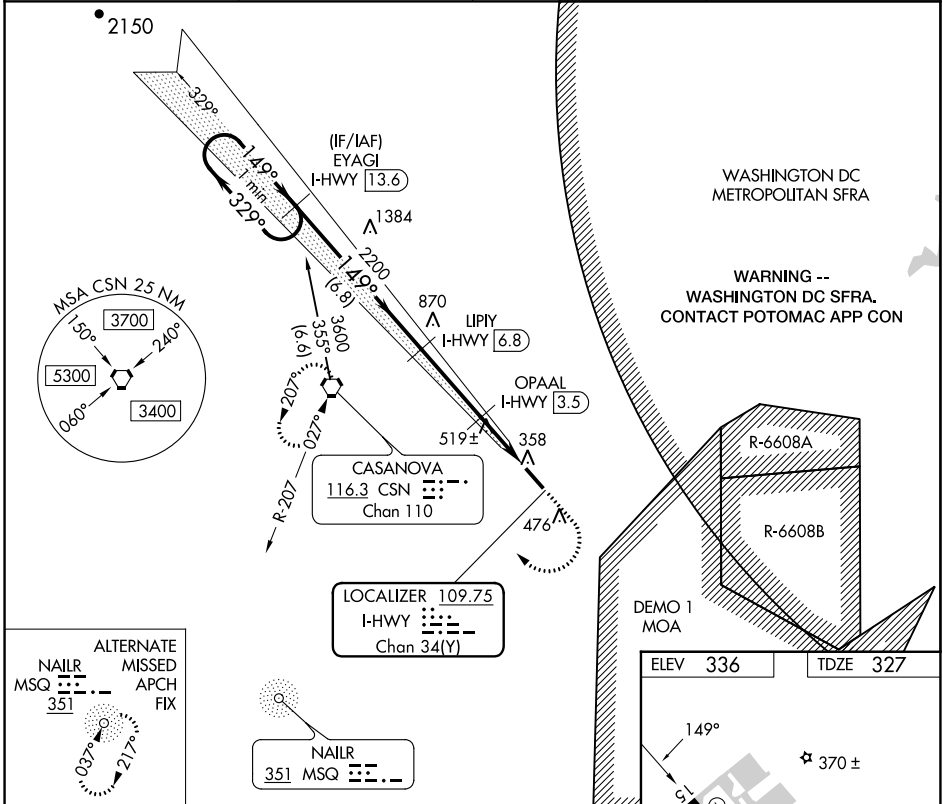 2150
329°
(IF/IAF)
EYAGI
I-HWY 13.6
149°
1 min
329°
1384
2200
149°
(6.8)
WASHINGTON DC
METROPOLITAN SFRA
WARNING --
WASHINGTON DC SFRA.
CONTACT POTOMAC APP CON
MSA CSN 25 NM
150°
3700
240°
5300
060°
3400
3600
355°
(6.6)
870
LIPIY
I-HWY 6.8
OPAAL
I-HWY 3.5
207°
027°
R-207
519±
358
CASANOVA
116.3 CSN
Chan 110
476
R-6608A
R-6608B
LOCALIZER 109.75
I-HWY
Chan 34(Y)
DEMO 1
MOA
ALTERNATE
MISSED
APCH
FIX
NAILR
MSQ
351
037°
217°
NAILR
351 MSQ
ELEV 336
TDZE 327
149°
370 ±